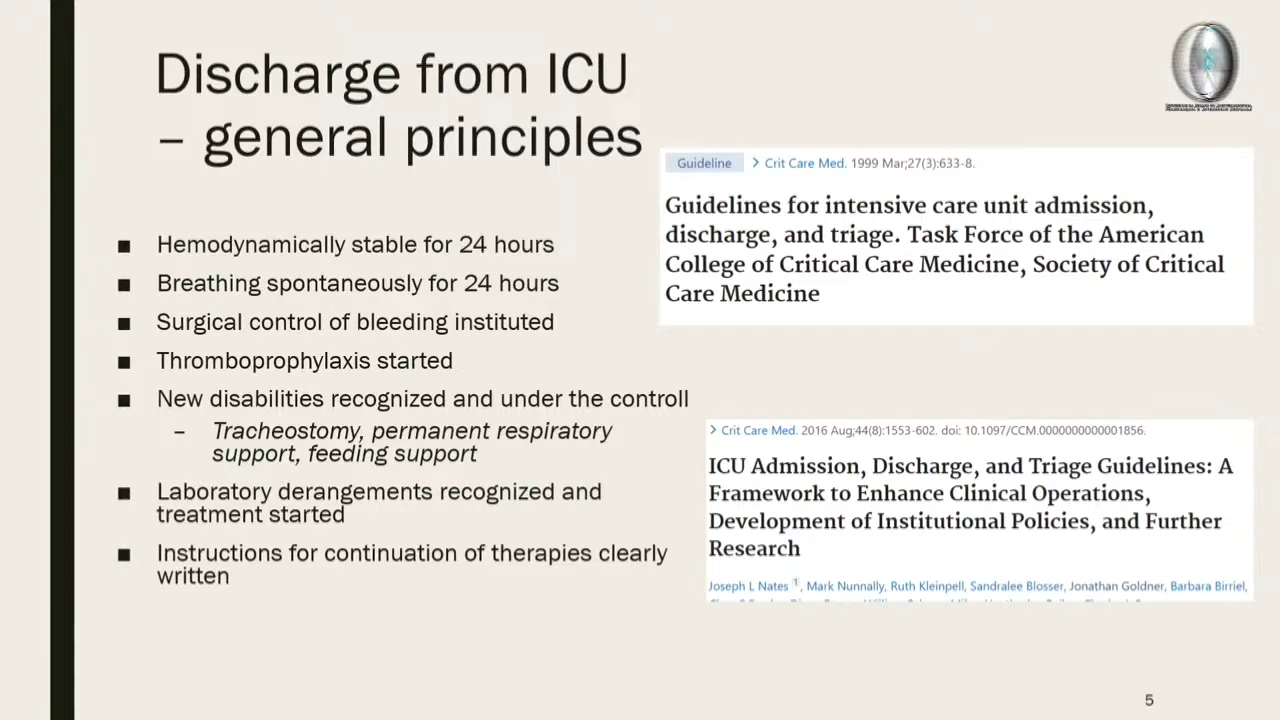 Discharge from ICU
– general principles
■ Hemodynamically stable for 24 hours
■ Breathing spontaneously for 24 hours
■ Surgical control of bleeding instituted
■ Thromboprophylaxis started
■ New disabilities recognized and under the controll
– Tracheostomy, permanent respiratory
support, feeding support
■ Laboratory derangements recognized and
treatment started
■ Instructions for continuation of therapies clearly
written
Guideline > Crit Care Med. 1999 Mar;27(3):633-8.
Guidelines for intensive care unit admission,
discharge, and triage. Task Force of the American
College of Critical Care Medicine, Society of Critical
Care Medicine
> Crit Care Med. 2016 Aug;44(8):1553-602. doi: 10.1097/CCM.0000000000001856.
ICU Admission, Discharge, and Triage Guidelines: A
Framework to Enhance Clinical Operations,
Development of Institutional Policies, and Further
Research
Joseph L Nates 1, Mark Nunnally, Ruth Kleinpell, Sandralee Blosser, Jonathan Goldner, Barbara Birriel,
5